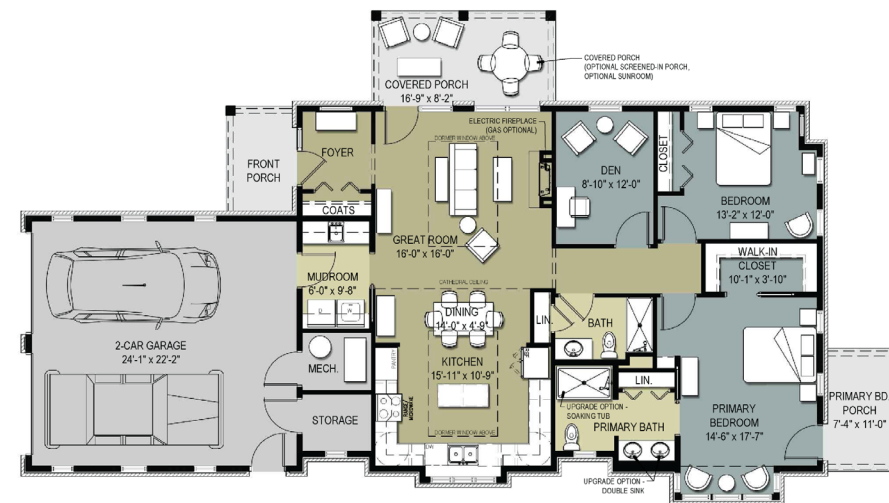 COVERED PORCH
(OPTIONAL SCREENED-IN PORCH,
OPTIONAL SUNROOM)
COVERED PORCH
16'-9" x 8'-2"
ELECTRIC FIREPLACE
(GAS OPTIONAL)
DORMER WINDOW ABOVE
FOYER
FRONT
PORCH
COATS
DEN
8'-10" x 12'-0"
CLOSET
BEDROOM
13'-2" x 12'-0"
GREAT ROOM
16'-0" x 16'-0"
WALK-IN
CLOSET
10'-1" x 3'-10"
MUDROOM
6'-0" x 9'-8"
D
W
CATHEDRAL CEILING
DINING
14'-0" x 4'-9"
LIN.
BATH
2-CAR GARAGE
24'-1" x 22'-2"
MECH.
PANTRY
KITCHEN
15'-11" x 10'-9"
REF.
RANGE/
MICROWAVE
LIN.
UPGRADE OPTION -
SOAKING TUB
PRIMARY BATH
PRIMARY
BEDROOM
14'-6" x 17'-7"
PRIMARY BD.
PORCH
7'-4" x 11'-0"
STORAGE
DORMER WINDOW ABOVE
UPGRADE OPTION -
DOUBLE SINK